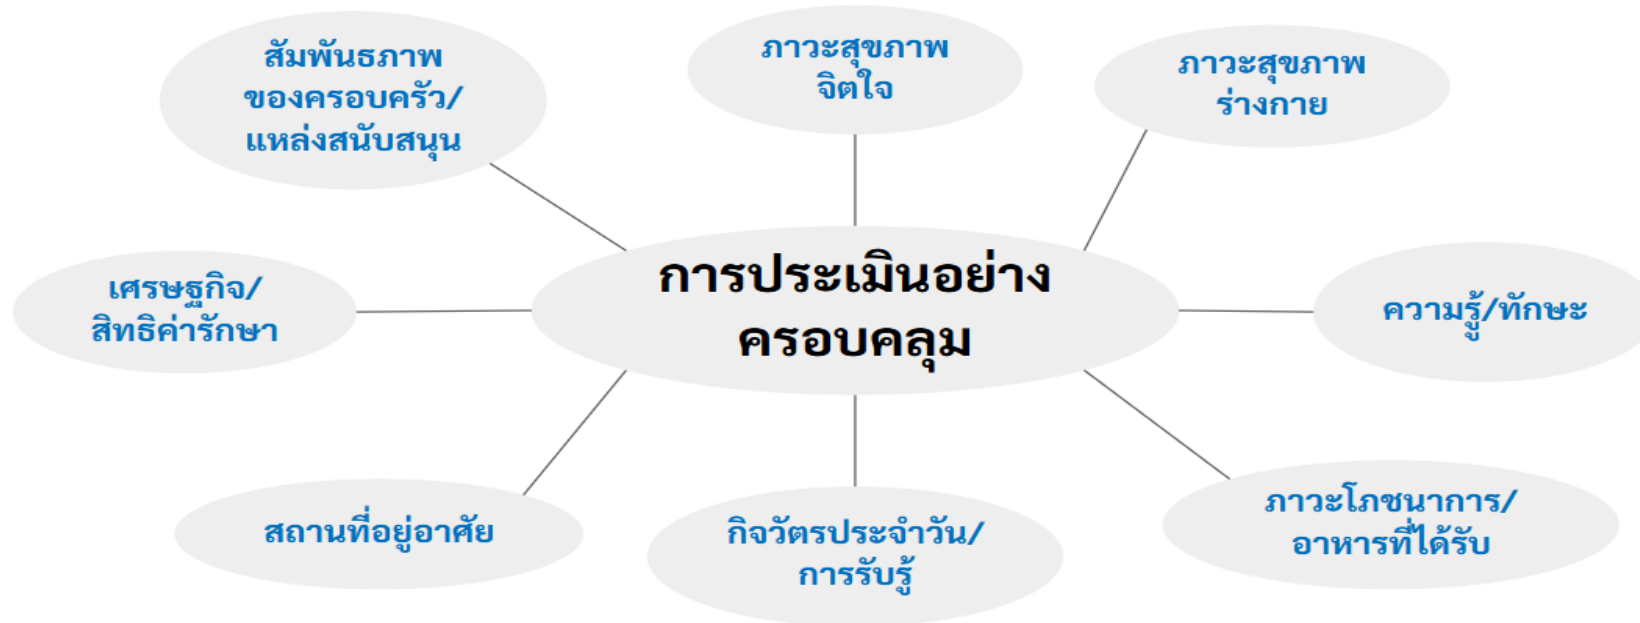 สัมพันธภาพ
ของครอบครัว/
แหล่งสนับสนุน
ภาวะสุขภาพ
จิตใจ
ภาวะสุขภาพ
ร่างกาย
เศรษฐกิจ/
สิทธิค่ารักษา
การประเมินอย่าง
ครอบคลุม
ความรู้/ทักษะ
สถานที่อยู่อาศัย
กิจวัตรประจำวัน/
การรับรู้
ภาวะโภชนาการ/
อาหารที่ได้รับ